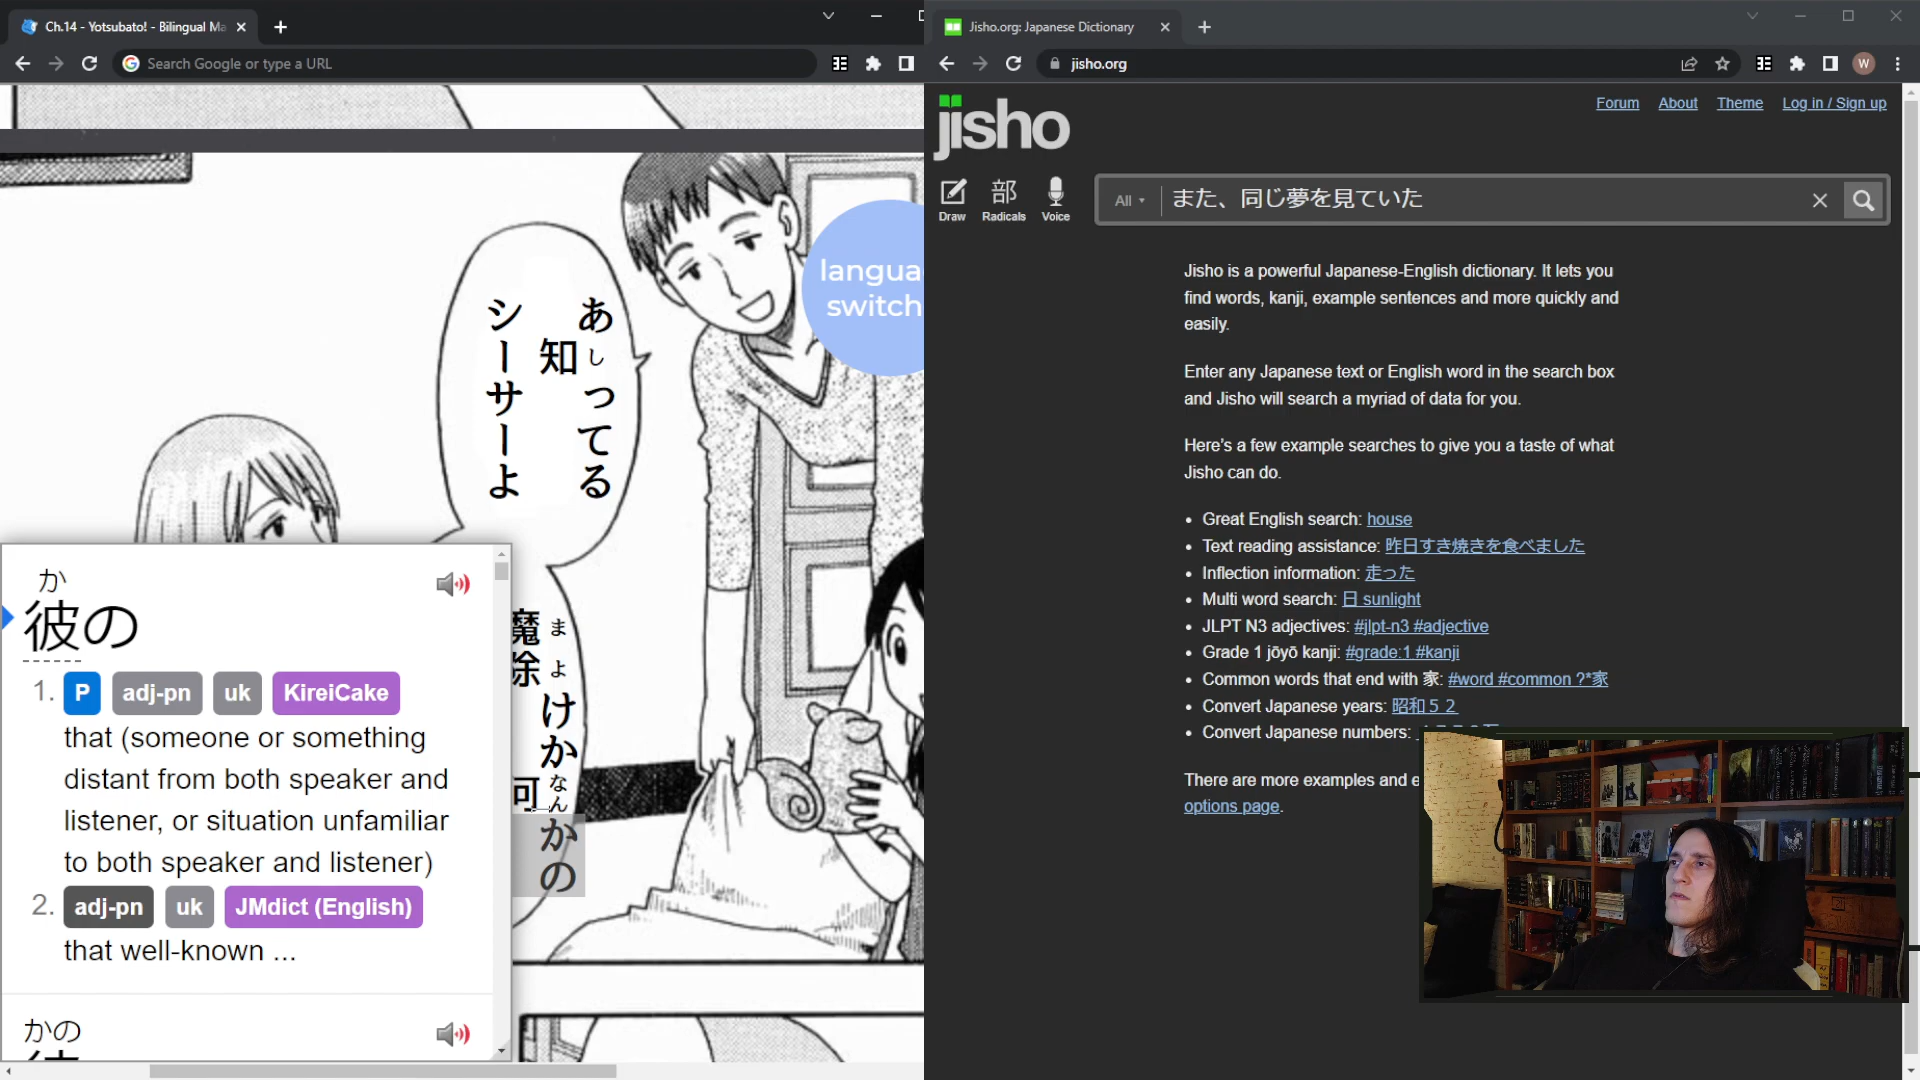 Ch.14 - Yotsubato! - Bilingual Ma
Search Google or type a URL
Jisho.org: Japanese Dictionary
jisho.org
W
langua
switch
あってる
知
し
シーサーよ
魔除
まよ
けか
何
なん
かの
か
彼の
1. P adj-pn uk KireiCake
that (someone or something
distant from both speaker and
listener, or situation unfamiliar
to both speaker and listener)
2. adj-pn uk JMdict (English)
that well-known ...
かの
jisho
Forum About Theme Log in / Sign up
Draw
部
Radicals
Voice
All
また、同じ夢を見ていた
Jisho is a powerful Japanese-English dictionary. It lets you
find words, kanji, example sentences and more quickly and
easily.
Enter any Japanese text or English word in the search box
and Jisho will search a myriad of data for you.
Here's a few example searches to give you a taste of what
Jisho can do.
Great English search: house
Text reading assistance: 昨日すき焼きを食べました
Inflection information: 走った
Multi word search: 日 sunlight
JLPT N3 adjectives: #jlpt-n3 #adjective
Grade 1 jōyō kanji: #grade:1 #kanji
Common words that end with 家: #word #common ?*家
Convert Japanese years: 昭和５２
Convert Japanese numbers:
There are more examples and e
options page.